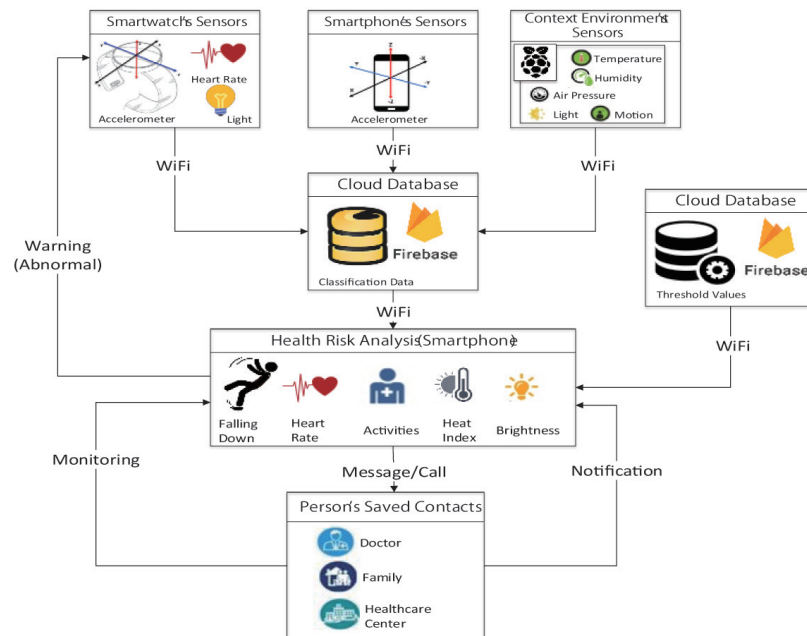 Smartwatch's Sensors
Heart Rate
Accelerometer
Light
Smartphone's Sensors
Accelerometer
Context Environment's
Sensors
Temperature
Humidity
Air Pressure
Light
Motion
WiFi
WiFi
WiFi
Cloud Database
Firebase
Classification Data
Cloud Database
Firebase
Threshold Values
Warning
(Abnormal)
WiFi
WiFi
Health Risk Analysis(Smartphone)
Falling
Down
Heart
Rate
Activities
Heat
Index
Brightness
Monitoring
Message/Call
Notification
Person's Saved Contacts
Doctor
Family
Healthcare
Center